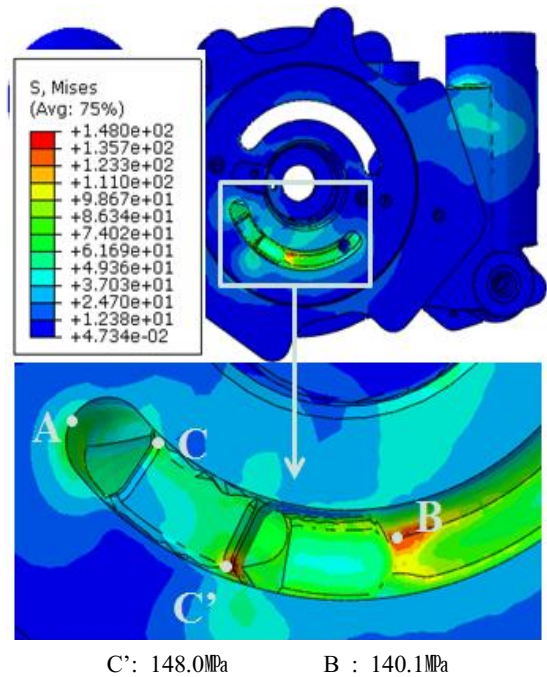 S, Mises
(Avg: 75%)
+1.480e+02
+1.357e+02
+1.233e+02
+1.110e+02
+9.867e+01
+8.634e+01
+7.402e+01
+6.169e+01
+4.936e+01
+3.703e+01
+2.470e+01
+1.238e+01
+4.734e-02
A
C
B
C'
C': 148.0㎫ B : 140.1㎫